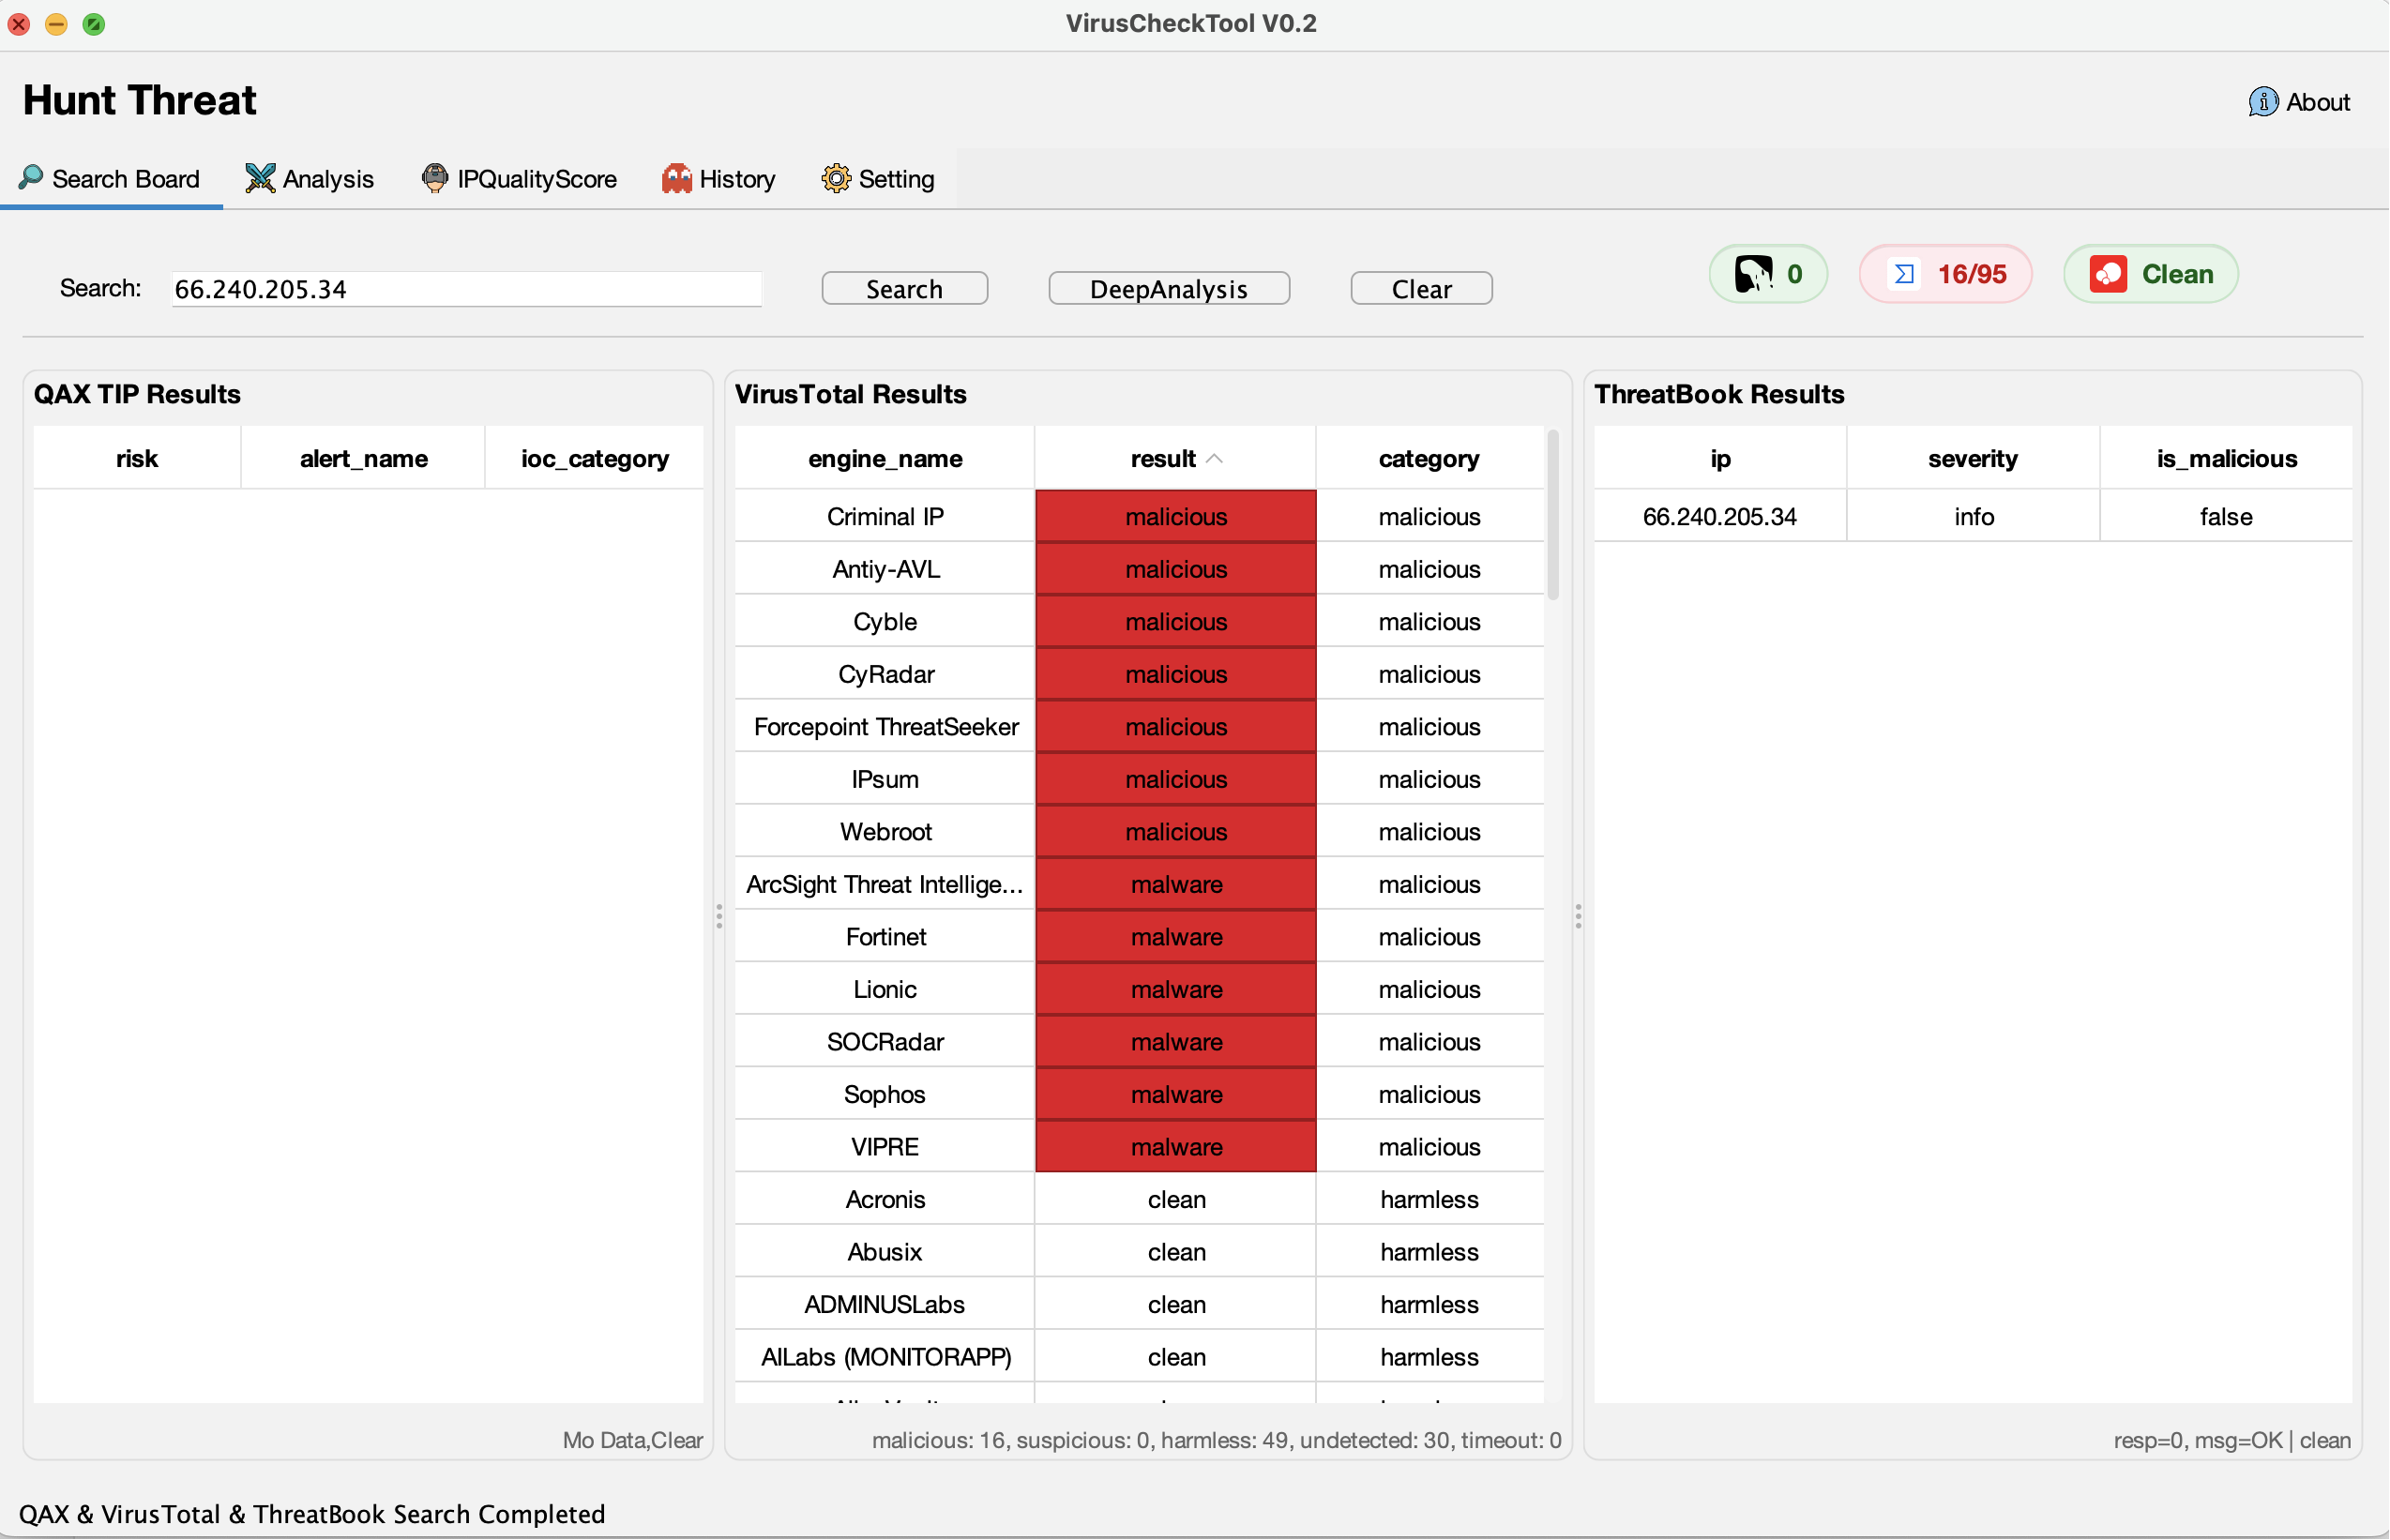 VirusCheckTool V0.2
Hunt Threat
About
Search Board Analysis IPQualityScore History Setting
Search: 66.240.205.34 Search DeepAnalysis Clear 0 16/95 Clean
QAX TIP Results
risk alert_name ioc_category
Mo Data,Clear
VirusTotal Results
engine_name result category
Criminal IP malicious malicious
Antiy-AVL malicious malicious
Cyble malicious malicious
CyRadar malicious malicious
Forcepoint ThreatSeeker malicious malicious
IPsum malicious malicious
Webroot malicious malicious
ArcSight Threat Intellige... malware malicious
Fortinet malware malicious
Lionic malware malicious
SOCRadar malware malicious
Sophos malware malicious
VIPRE malware malicious
Acronis clean harmless
Abusix clean harmless
ADMINUSLabs clean harmless
AILabs (MONITORAPP) clean harmless
malicious: 16, suspicious: 0, harmless: 49, undetected: 30, timeout: 0
ThreatBook Results
ip severity is_malicious
66.240.205.34 info false
resp=0, msg=OK | clean
QAX & VirusTotal & ThreatBook Search Completed